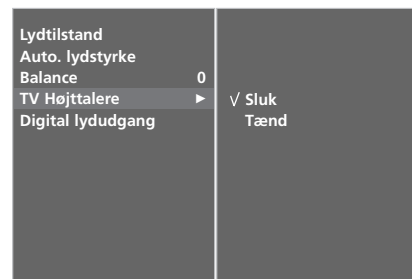 Lydtilstand
Auto. lydstyrke
Balance 0
TV Højttalere ►
Digital lydudgang
√ Sluk
Tænd